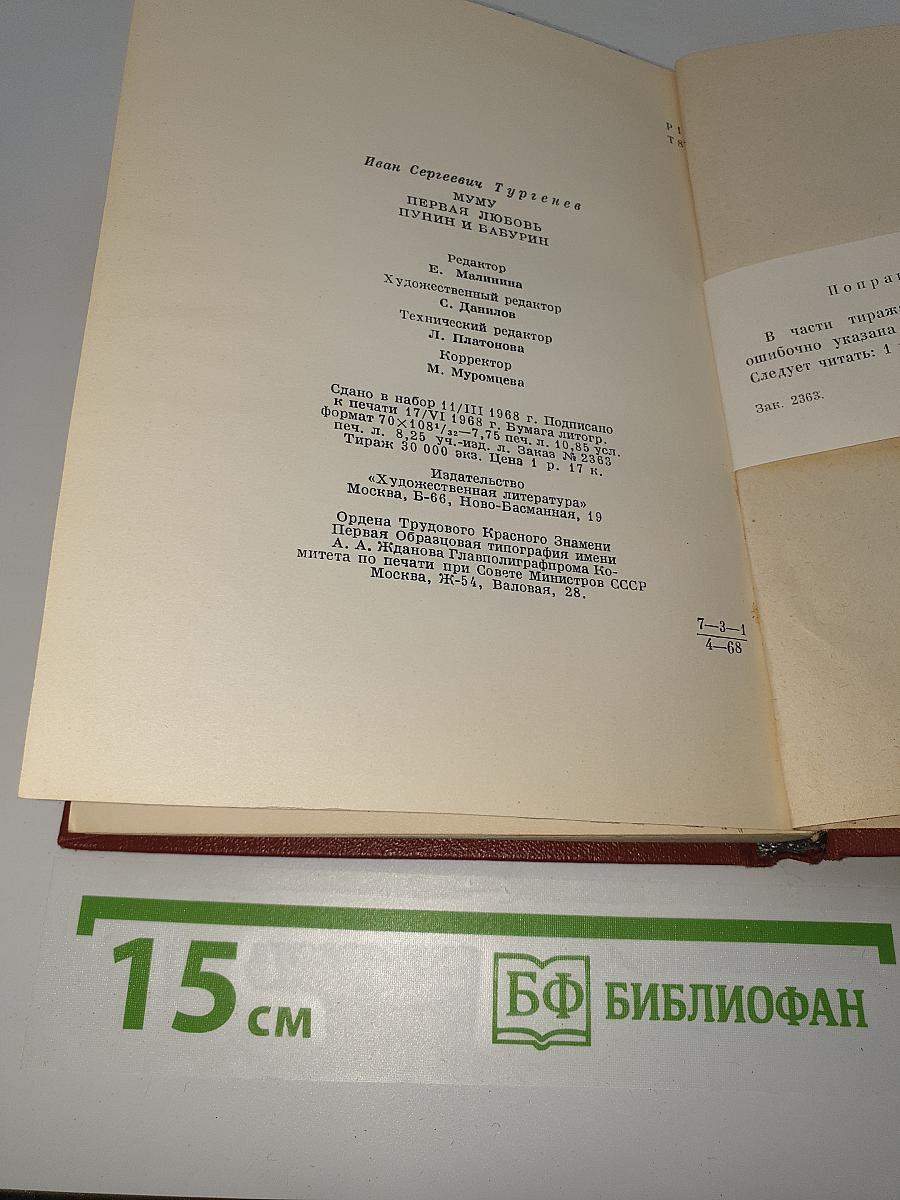 Иван Сергеевич Тургенев
МУМУ
ПЕРВАЯ ЛЮБОВЬ
ПУНИН И БАБУРИН
Редактор
Е. Малинина
Художественный редактор
С. Данилов
Технический редактор
Л. Платонова
Корректор
М. Муромцева
Сдано в набор 11/III 1968 г. Подписано
к печати 17/VI 1968 г. Бумага литогр.
формат 70×108¹/₃₂—7,75 печ. л. 10,85 усл.
печ. л. 8,25 уч.-изд. л. Заказ № 2363
Тираж 30 000 экз. Цена 1 р. 17 к.
Издательство
«Художественная литература»
Москва, Б-66, Ново-Басманная, 19
Ордена Трудового Красного Знамени
Первая Образцовая типография имени
А. А. Жданова Главполиграфпрома Ко-
митета по печати при Совете Министров СССР
Москва, Ж-54, Валовая, 28.
7—3—1
4—68
В части тираж
ошибочно указана
Следует читать: 1
Зак. 2363.
15 см
БФ БИБЛИОФАН